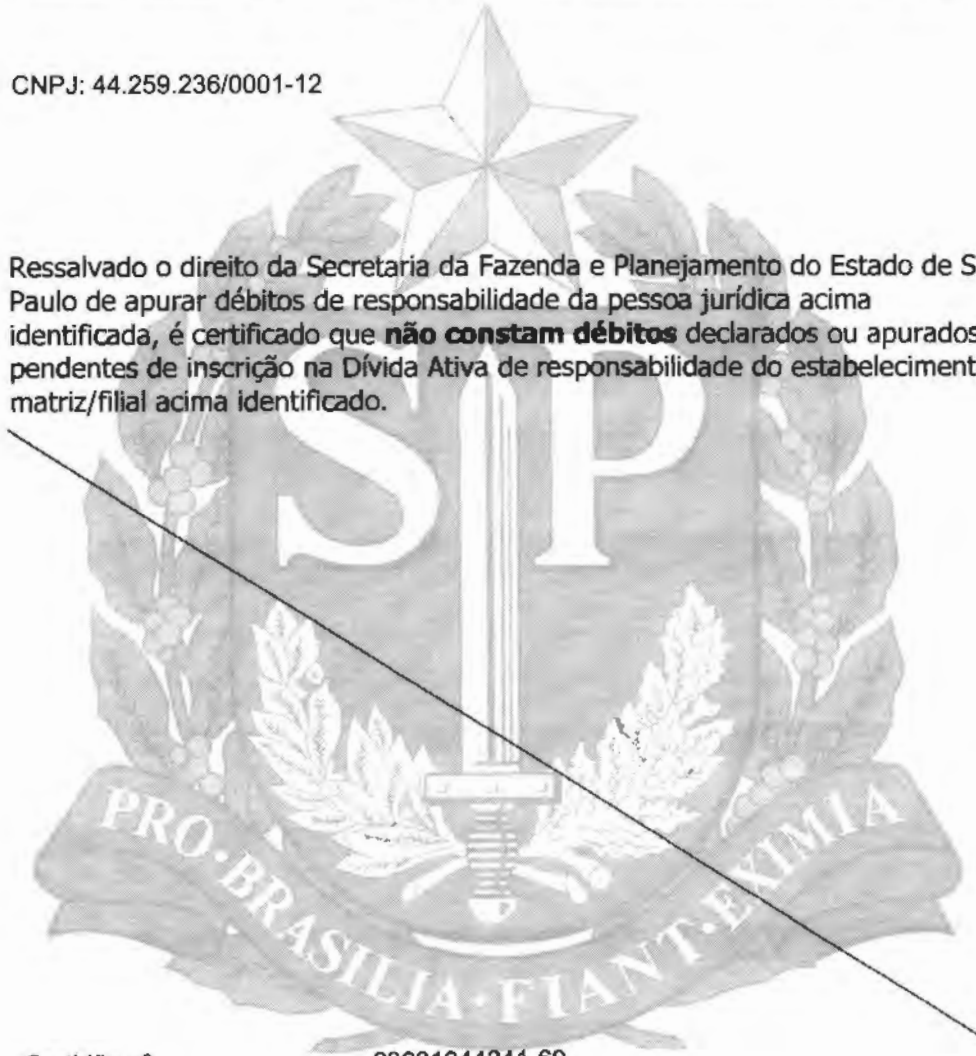 CNPJ: 44.259.236/0001-12
Ressalvado o direito da Secretaria da Fazenda e Planejamento do Estado de S
Paulo de apurar débitos de responsabilidade da pessoa jurídica acima
identificada, é certificado que não constam débitos declarados ou apurados
pendentes de inscrição na Dívida Ativa de responsabilidade do estabeleciment
matriz/filial acima identificado.
SP
PRO·BRASILIA·FIANT·EXIMIA